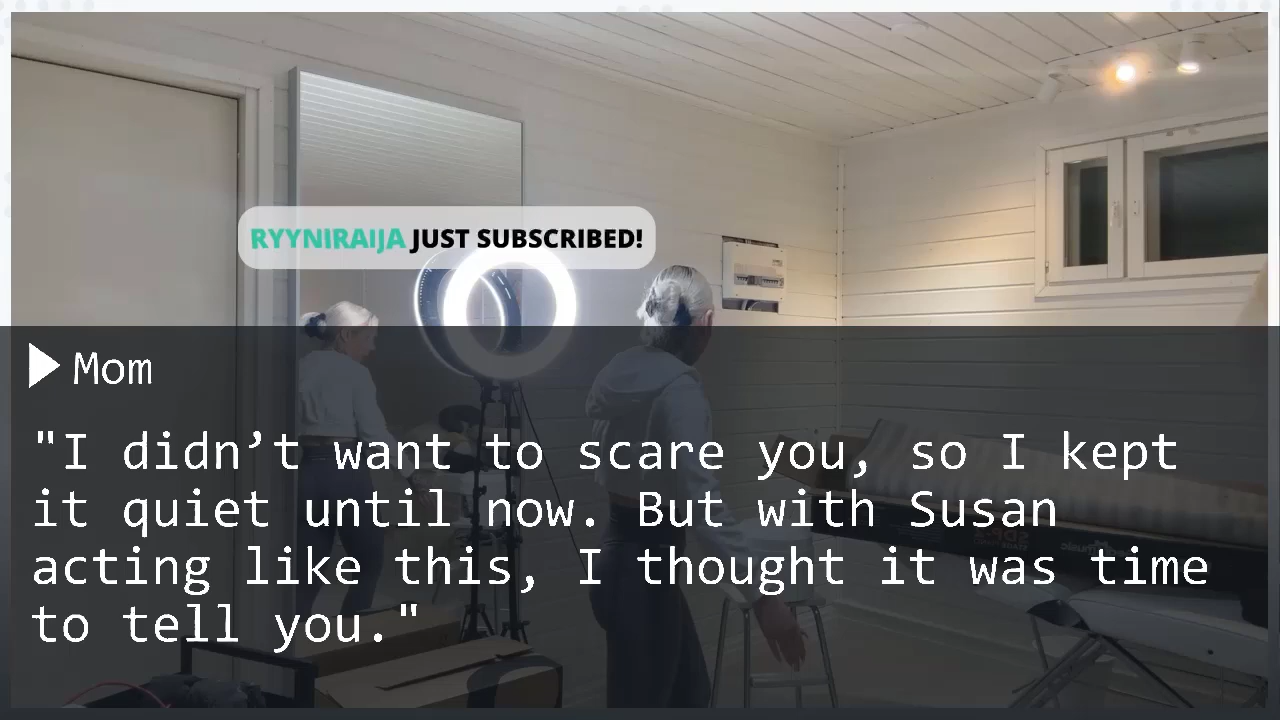 RYYNIRAIJA JUST SUBSCRIBED!
Mom
"I didn’t want to scare you, so I kept
it quiet until now. But with Susan
acting like this, I thought it was time
to tell you."